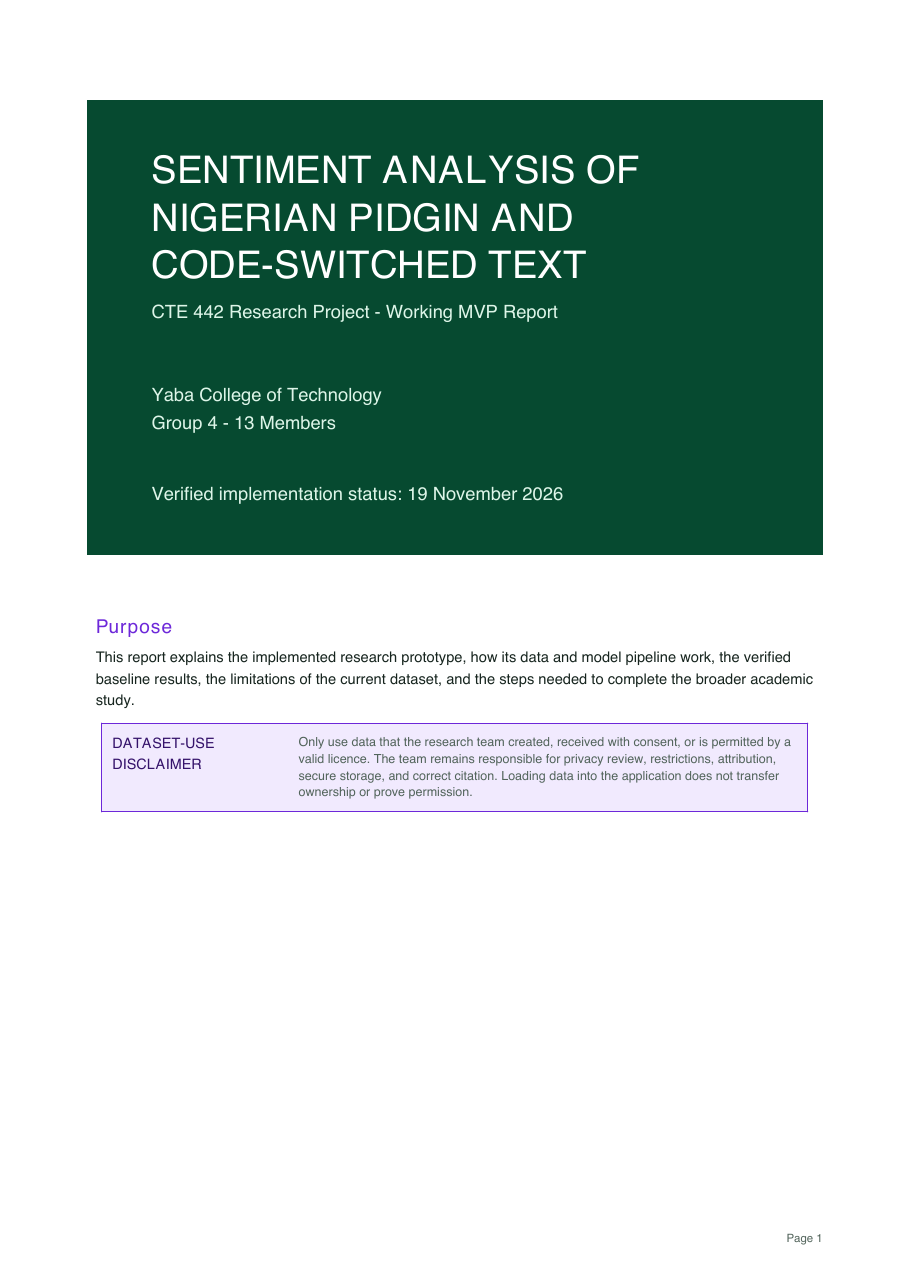 SENTIMENT ANALYSIS OF
NIGERIAN PIDGIN AND
CODE-SWITCHED TEXT
CTE 442 Research Project - Working MVP Report
Yaba College of Technology
Group 4 - 13 Members
Verified implementation status: 19 November 2026
Purpose
This report explains the implemented research prototype, how its data and model pipeline work, the verified
baseline results, the limitations of the current dataset, and the steps needed to complete the broader academic
study.
DATASET-USE
DISCLAIMER
Only use data that the research team created, received with consent, or is permitted by a
valid licence. The team remains responsible for privacy review, restrictions, attribution,
secure storage, and correct citation. Loading data into the application does not transfer
ownership or prove permission.
Page 1